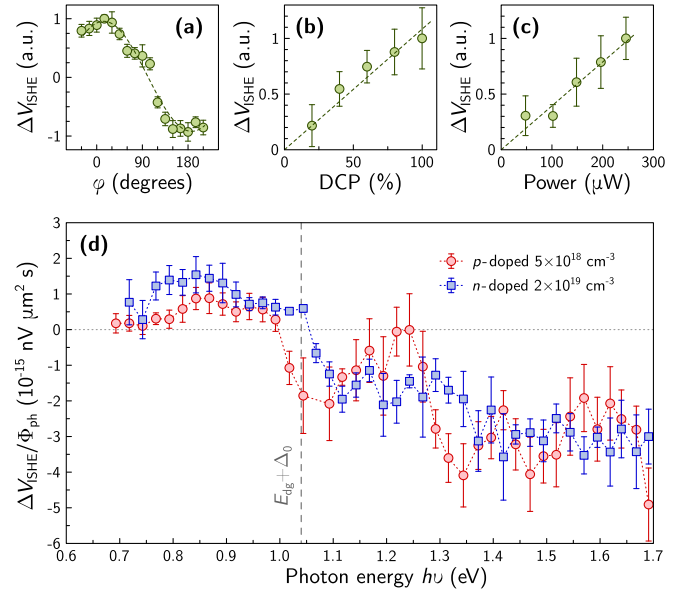 (a)
1
0
-1
ΔV_ISHE (a.u.)
0 90 180
φ (degrees)
(b)
1
0.5
0
ΔV_ISHE (a.u.)
0 50 100
DCP (%)
(c)
1
0.5
0
ΔV_ISHE (a.u.)
0 100 200 300
Power (μW)
(d)
3
2
1
0
-1
-2
-3
-4
-5
-6
ΔV_ISHE/Φ_ph (10^-15 nV μm² s)
p-doped 5×10^18 cm^-3
n-doped 2×10^19 cm^-3
E_dg+Δ_0
0.6 0.7 0.8 0.9 1.0 1.1 1.2 1.3 1.4 1.5 1.6 1.7
Photon energy hυ (eV)